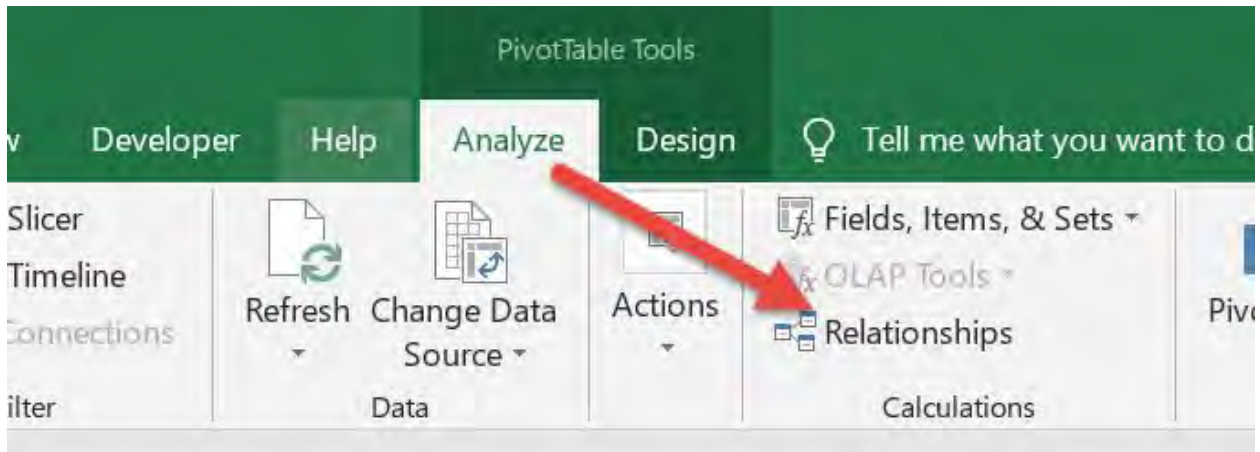 PivotTable Tools
Developer Help Analyze Design Tell me what you want to
Slicer Fields, Items, & Sets
Timeline OLAP Tools
Refresh Change Data Actions Relationships
Connections Source
Data Calculations